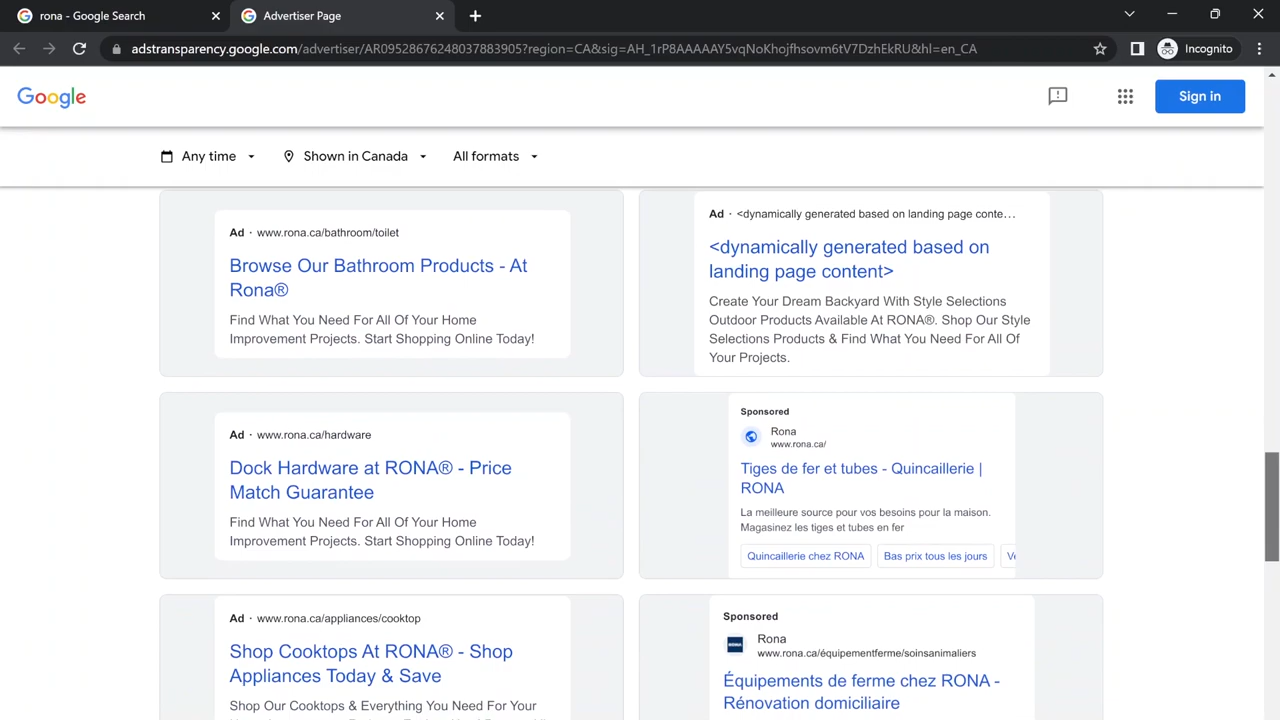 rona - Google Search
Advertiser Page
adstransparency.google.com/advertiser/AR09528676248037883905?region=CA&sig=AH_1rP8AAAAAY5vqNoKhojfhsovm6tV7DzhEkRU&hl=en_CA
Incognito
Google
Sign in
Any time
Shown in Canada
All formats
Ad · www.rona.ca/bathroom/toilet
Browse Our Bathroom Products - At
Rona®
Find What You Need For All Of Your Home
Improvement Projects. Start Shopping Online Today!
Ad · <dynamically generated based on landing page conte...
<dynamically generated based on
landing page content>
Create Your Dream Backyard With Style Selections
Outdoor Products Available At RONA®. Shop Our Style
Selections Products & Find What You Need For All Of
Your Projects.
Ad · www.rona.ca/hardware
Dock Hardware at RONA® - Price
Match Guarantee
Find What You Need For All Of Your Home
Improvement Projects. Start Shopping Online Today!
Sponsored
Rona
www.rona.ca/
Tiges de fer et tubes - Quincaillerie |
RONA
La meilleure source pour vos besoins pour la maison.
Magasinez les tiges et tubes en fer
Quincaillerie chez RONA
Bas prix tous les jours
Ad · www.rona.ca/appliances/cooktop
Shop Cooktops At RONA® - Shop
Appliances Today & Save
Shop Our Cooktops & Everything You Need For Your
Sponsored
RONA
Rona
www.rona.ca/équipementferme/soinsanimaliers
Équipements de ferme chez RONA -
Rénovation domiciliaire